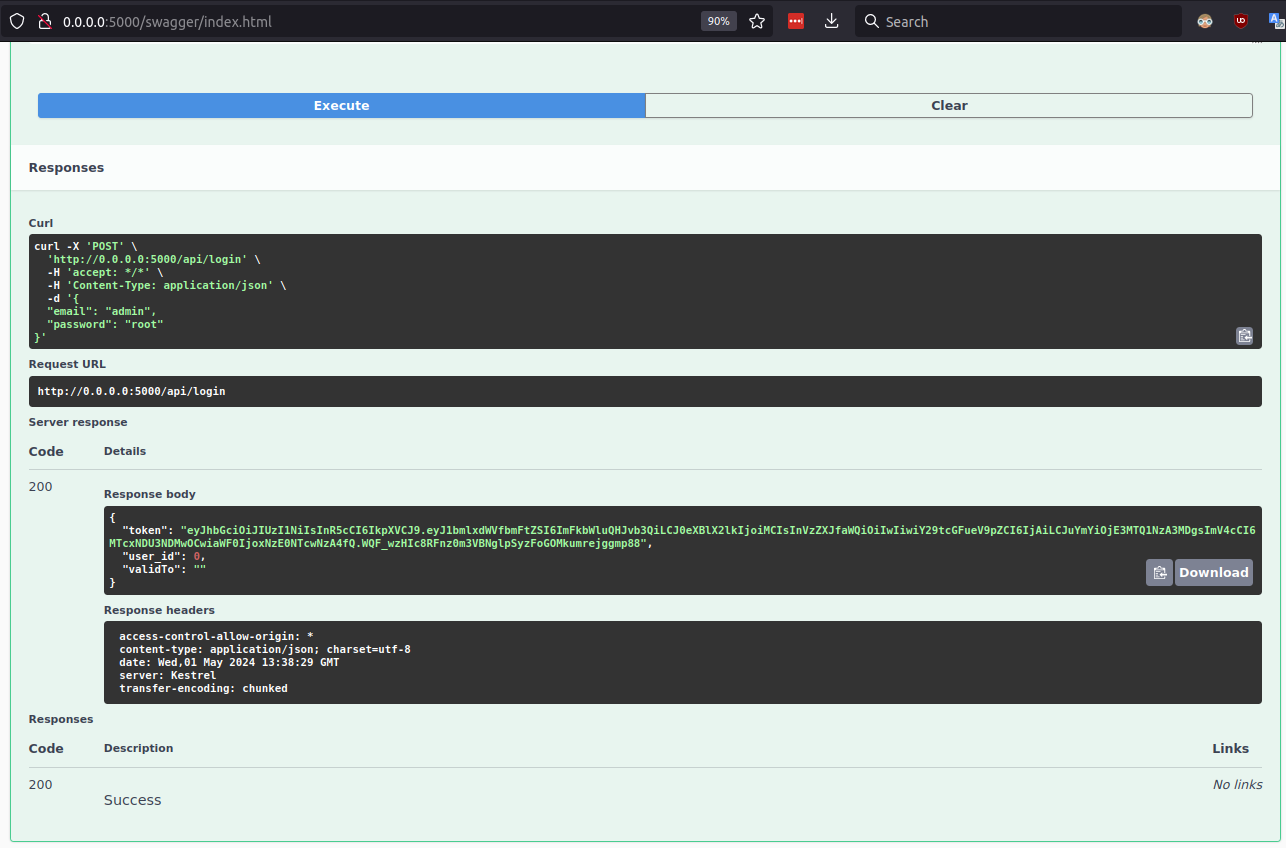 0.0.0.0:5000/swagger/index.html
90%
Search
Execute
Clear
Responses
Curl
curl -X 'POST' \
'http://0.0.0.0:5000/api/login' \
-H 'accept: */*' \
-H 'Content-Type: application/json' \
-d '{
"email": "admin",
"password": "root"
}'
Request URL
http://0.0.0.0:5000/api/login
Server response
Code
Details
200
Response body
{
"token": "eyJhbGciOiJIUzI1NiIsInR5cCI6IkpXVCJ9.eyJ1bmlxdWVfbmFtZSI6ImFkbWluQHJvb3QiLCJ0eXBlX2lkIjoiMCIsInVzZXJfaWQiOiIwIiwiY29tcGFueV9pZCI6IjAiLCJuYmYiOjE3MTQ1NzA3MDgsImV4cCI6
MTcxNDU3NDMwOCwiaWF0IjoxNzE0NTcwNzA4fQ.WQF_wzHIc8RFnz0m3VBNglpSyzFoGOMkumrejggmp88",
"user_id": 0,
"validTo": ""
}
Download
Response headers
access-control-allow-origin: *
content-type: application/json; charset=utf-8
date: Wed,01 May 2024 13:38:29 GMT
server: Kestrel
transfer-encoding: chunked
Responses
Code
Description
Links
200
Success
No links